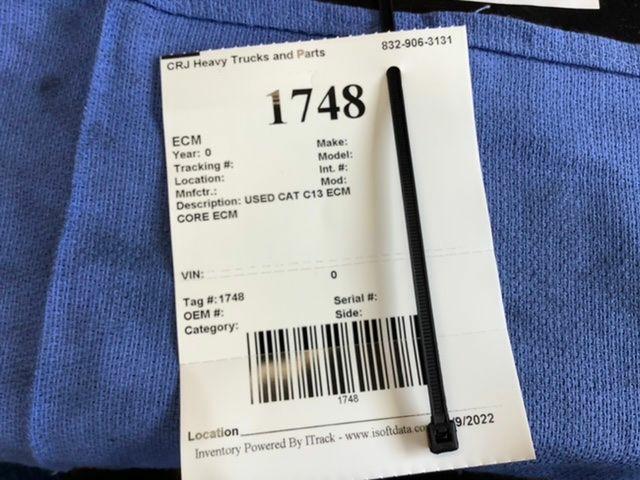 CRJ Heavy Trucks and Parts 832-906-3131
1748
ECM
Year: 0 Make:
Tracking #: Model:
Location: Int. #:
Mnfctr.: Mod:
Description: USED CAT C13 ECM
CORE ECM
VIN: 0
Tag #:1748 Serial #:
OEM #: Side:
Category:
1748
Location
Inventory Powered By ITrack - www.isoftdata.co /9/2022